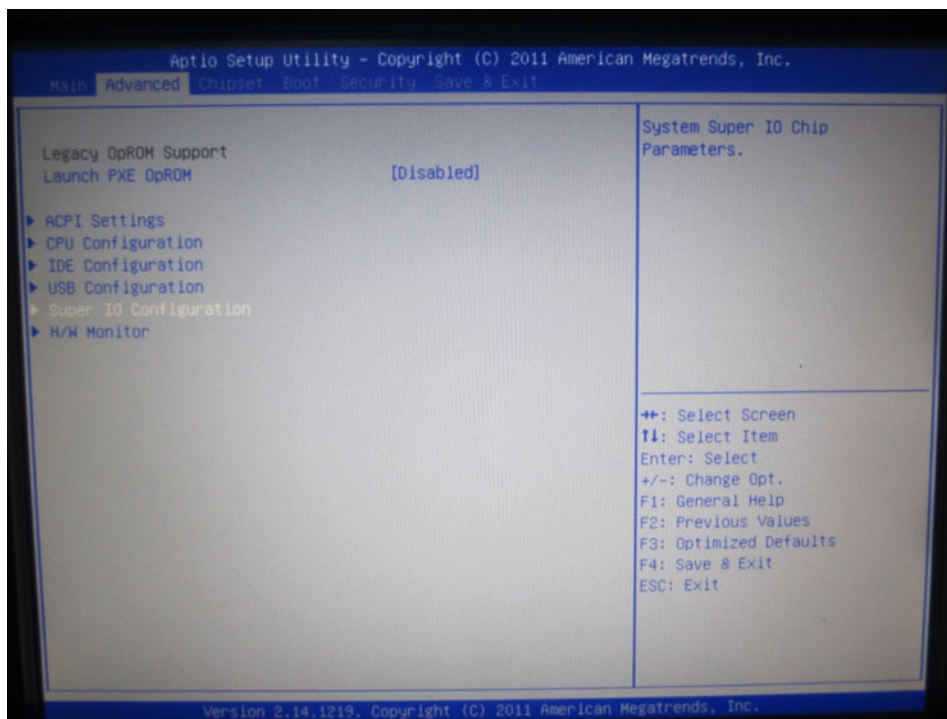 Aptio Setup Utility - Copyright (C) 2011 American Megatrends, Inc.
Main Advanced Chipset Boot Security Save & Exit
Legacy OpROM Support
Launch PXE OpROM [Disabled]
▶ ACPI Settings
▶ CPU Configuration
▶ IDE Configuration
▶ USB Configuration
▶ Super IO Configuration
▶ H/W Monitor
System Super IO Chip
Parameters.
→←: Select Screen
↑↓: Select Item
Enter: Select
+/-: Change Opt.
F1: General Help
F2: Previous Values
F3: Optimized Defaults
F4: Save & Exit
ESC: Exit
Version 2.14.1219. Copyright (C) 2011 American Megatrends, Inc.